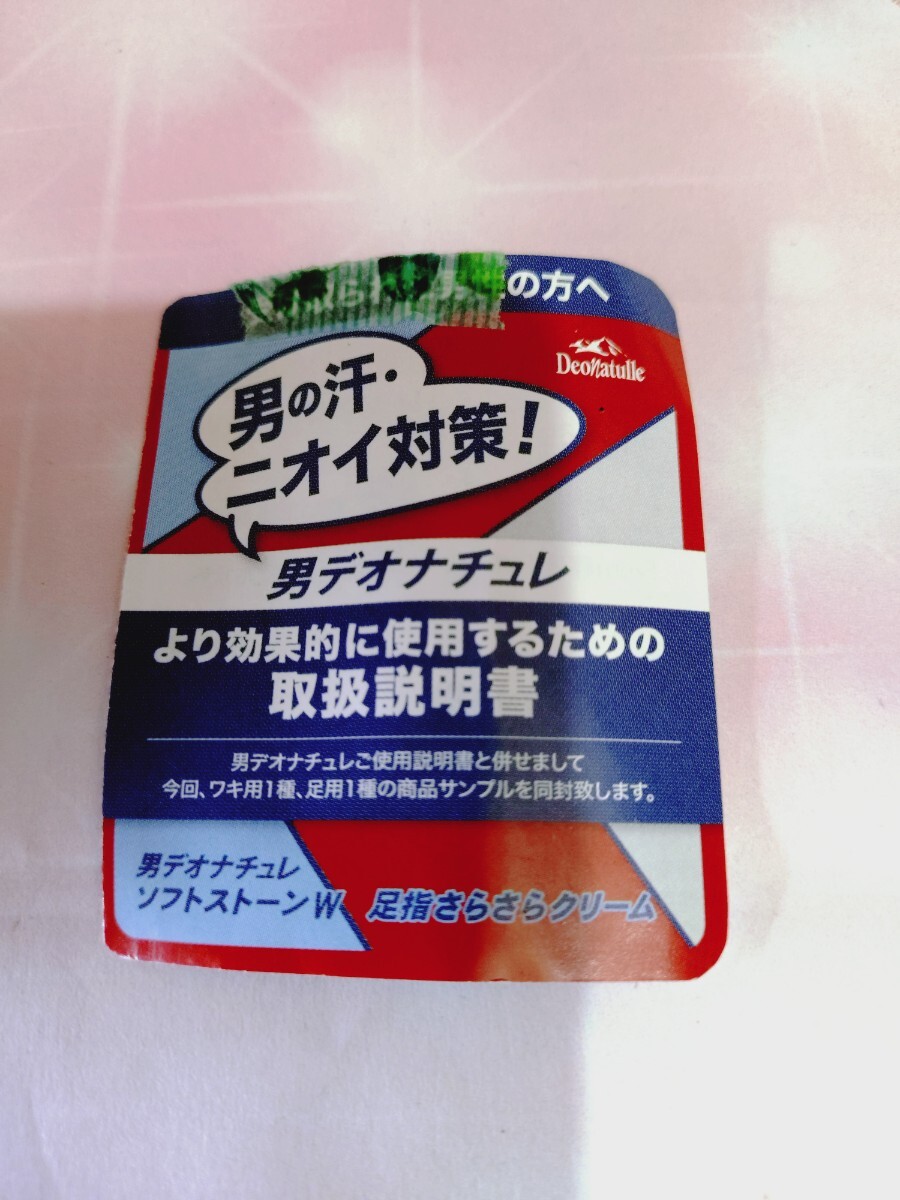 の方へ
DeoNatulle
男の汗・
ニオイ対策！
男デオナチュレ
より効果的に使用するための
取扱説明書
男デオナチュレご使用説明書と併せまして
今回、ワキ用1種、足用1種の商品サンプルを同封致します。
男デオナチュレ
ソフトストーンW
足指さらさらクリーム